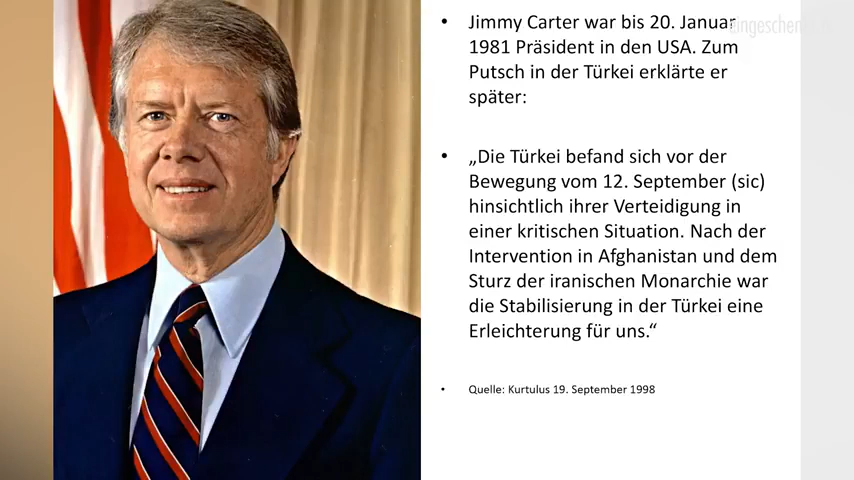 • Jimmy Carter war bis 20. Januar
1981 Präsident in den USA. Zum
Putsch in der Türkei erklärte er
später:
• „Die Türkei befand sich vor der
Bewegung vom 12. September (sic)
hinsichtlich ihrer Verteidigung in
einer kritischen Situation. Nach der
Intervention in Afghanistan und dem
Sturz der iranischen Monarchie war
die Stabilisierung in der Türkei eine
Erleichterung für uns.“
• Quelle: Kurtulus 19. September 1998